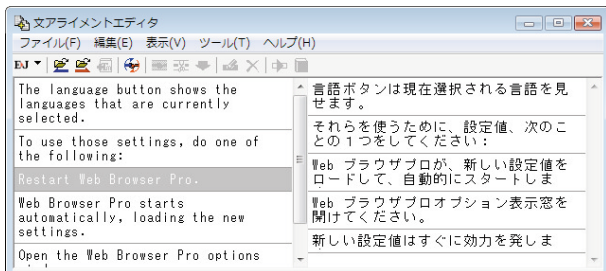 文アライメントエディタ
ファイル(F) 編集(E) 表示(V) ツール(T) ヘルプ(H)
EJ
The language button shows the
languages that are currently
selected.
To use those settings, do one of
the following:
Restart Web Browser Pro.
Web Browser Pro starts
automatically, loading the new
settings.
Open the Web Browser Pro options
言語ボタンは現在選択される言語を見
せます。
それらを使うために、設定値、次のこ
との1つをしてください:
Web ブラウザプロが、新しい設定値を
ロードして、自動的にスタートしま
Web ブラウザプロオプション表示窓を
開けてください。
新しい設定値はすぐに効力を発しま